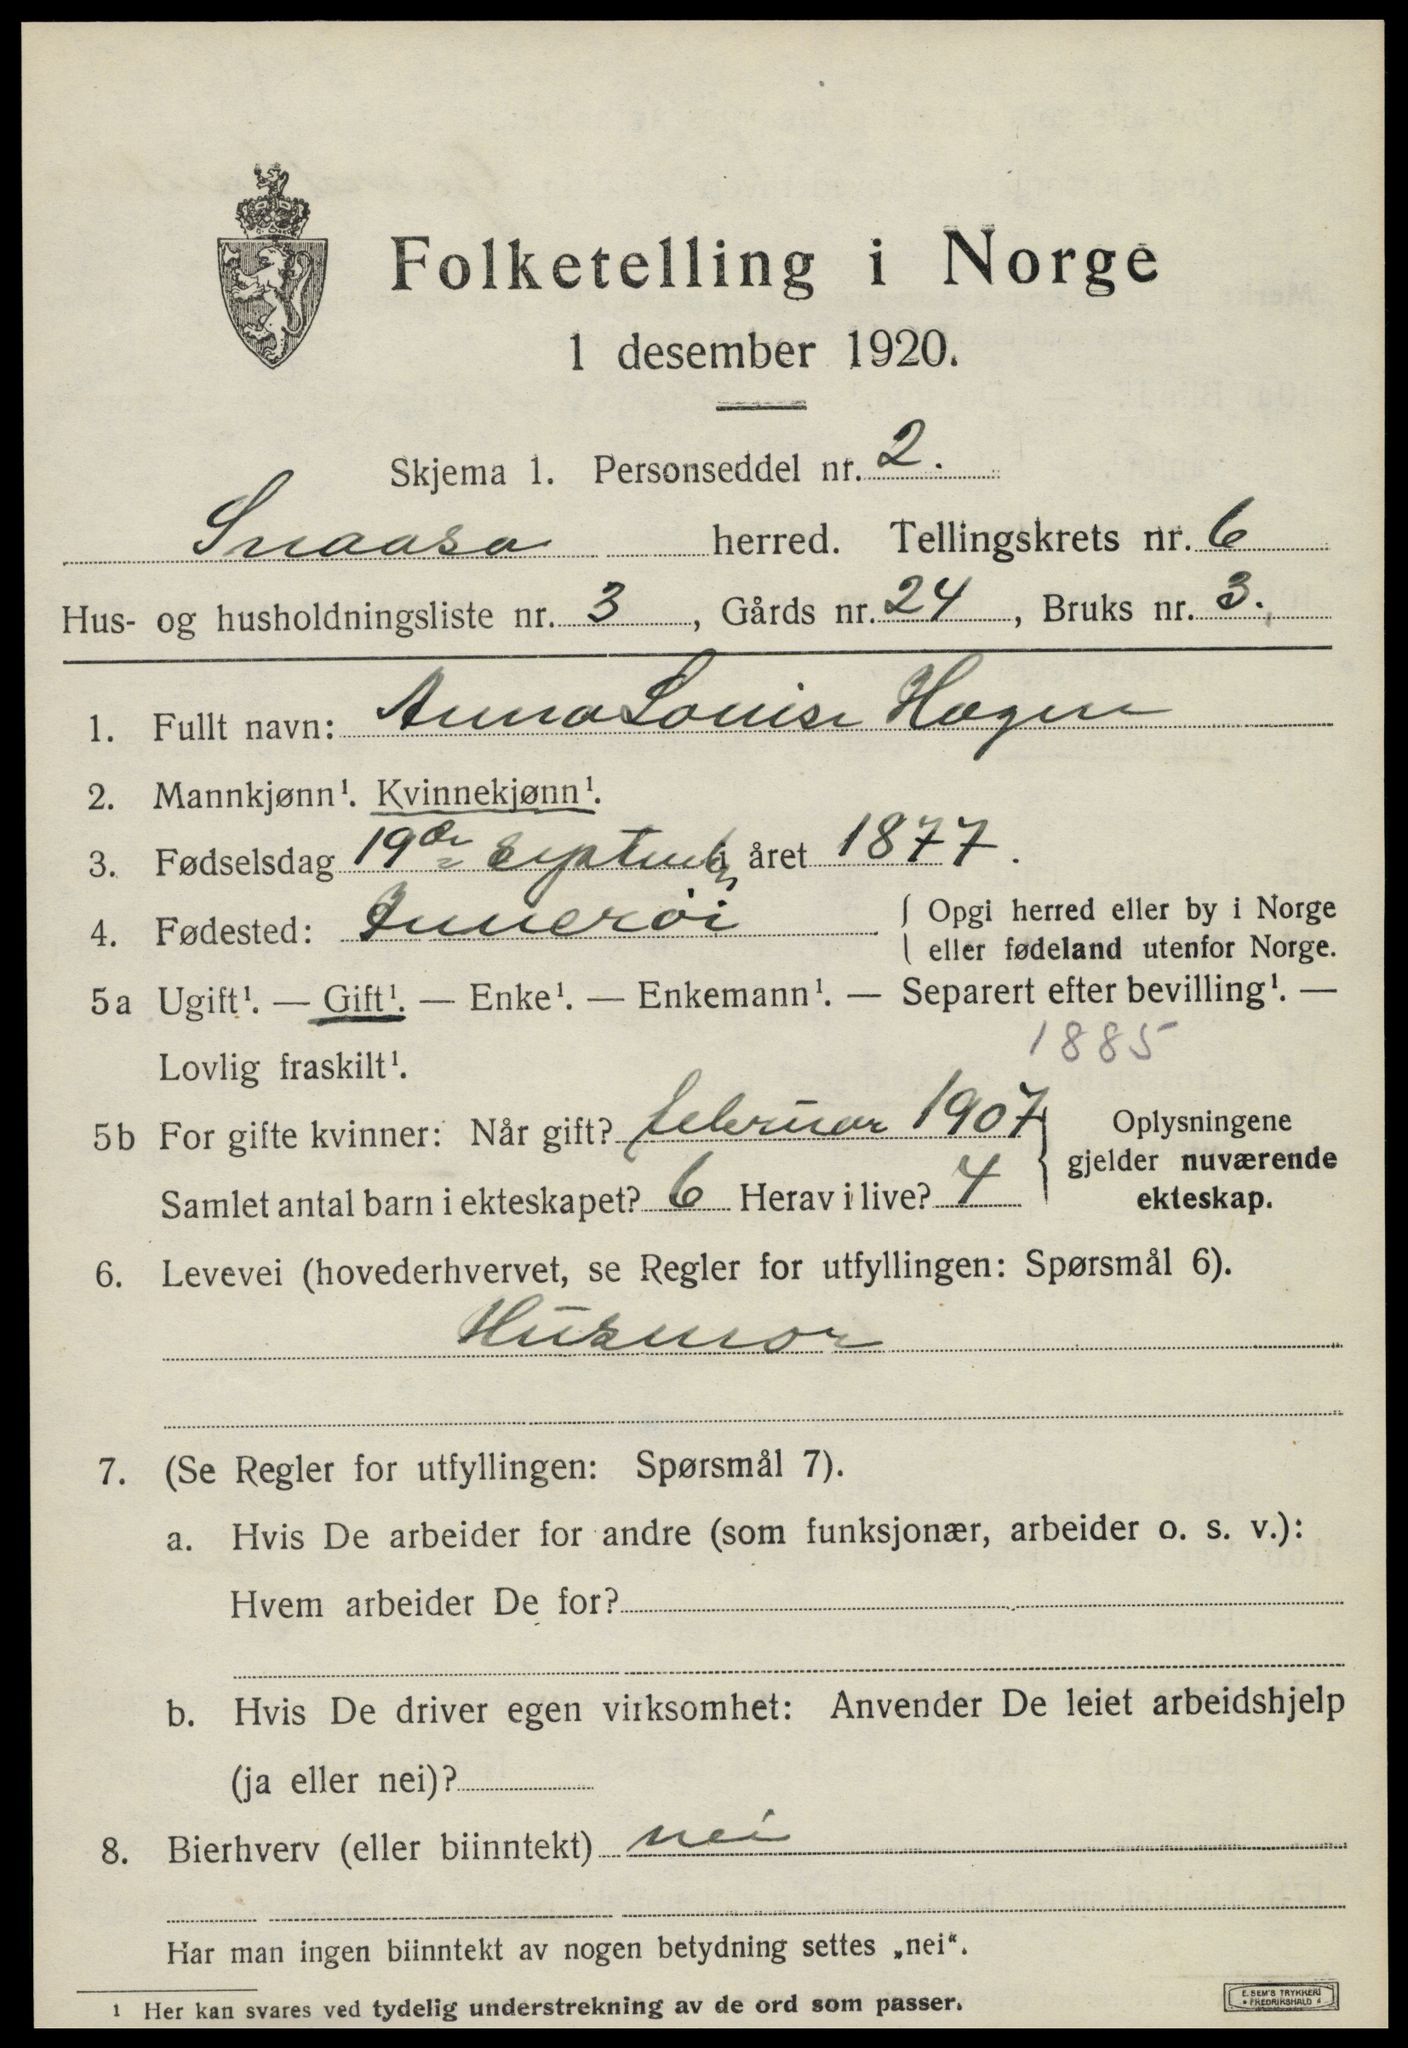 Folketelling i Norge
1 desember 1920.
Skjema 1. Personseddel nr. 2.
Snaasa herred. Tellingskrets nr. 6
Hus- og husholdningsliste nr. 3, Gårds nr. 24, Bruks nr. 3.
1. Fullt navn: Anna Louise Hagen
2. Mannkjønn¹. Kvinnekjønn¹.
3. Fødselsdag 19de septemb året 1877.
4. Fødested: Inderøi { Opgi herred eller by i Norge
eller fødeland utenfor Norge.
5a Ugift¹. — Gift¹. — Enke¹. — Enkemann¹. — Separert efter bevilling¹. —
Lovlig fraskilt¹. 1885
5b For gifte kvinner: Når gift? februar 1907 } Oplysningene
gjelder nuværende
Samlet antal barn i ekteskapet? 6 Herav i live? 4 ekteskap.
6. Levevei (hovederhvervet, se Regler for utfyllingen: Spørsmål 6).
Husmor
7. (Se Regler for utfyllingen: Spørsmål 7).
a. Hvis De arbeider for andre (som funksjonær, arbeider o. s. v.):
Hvem arbeider De for?
b. Hvis De driver egen virksomhet: Anvender De leiet arbeidshjelp
(ja eller nei)?
8. Bierhverv (eller biinntekt) nei
Har man ingen biinntekt av nogen betydning settes „nei“.
¹ Her kan svares ved tydelig understrekning av de ord som passer.
E. SEM'S TRYKKERI
FREDRIKSHALD